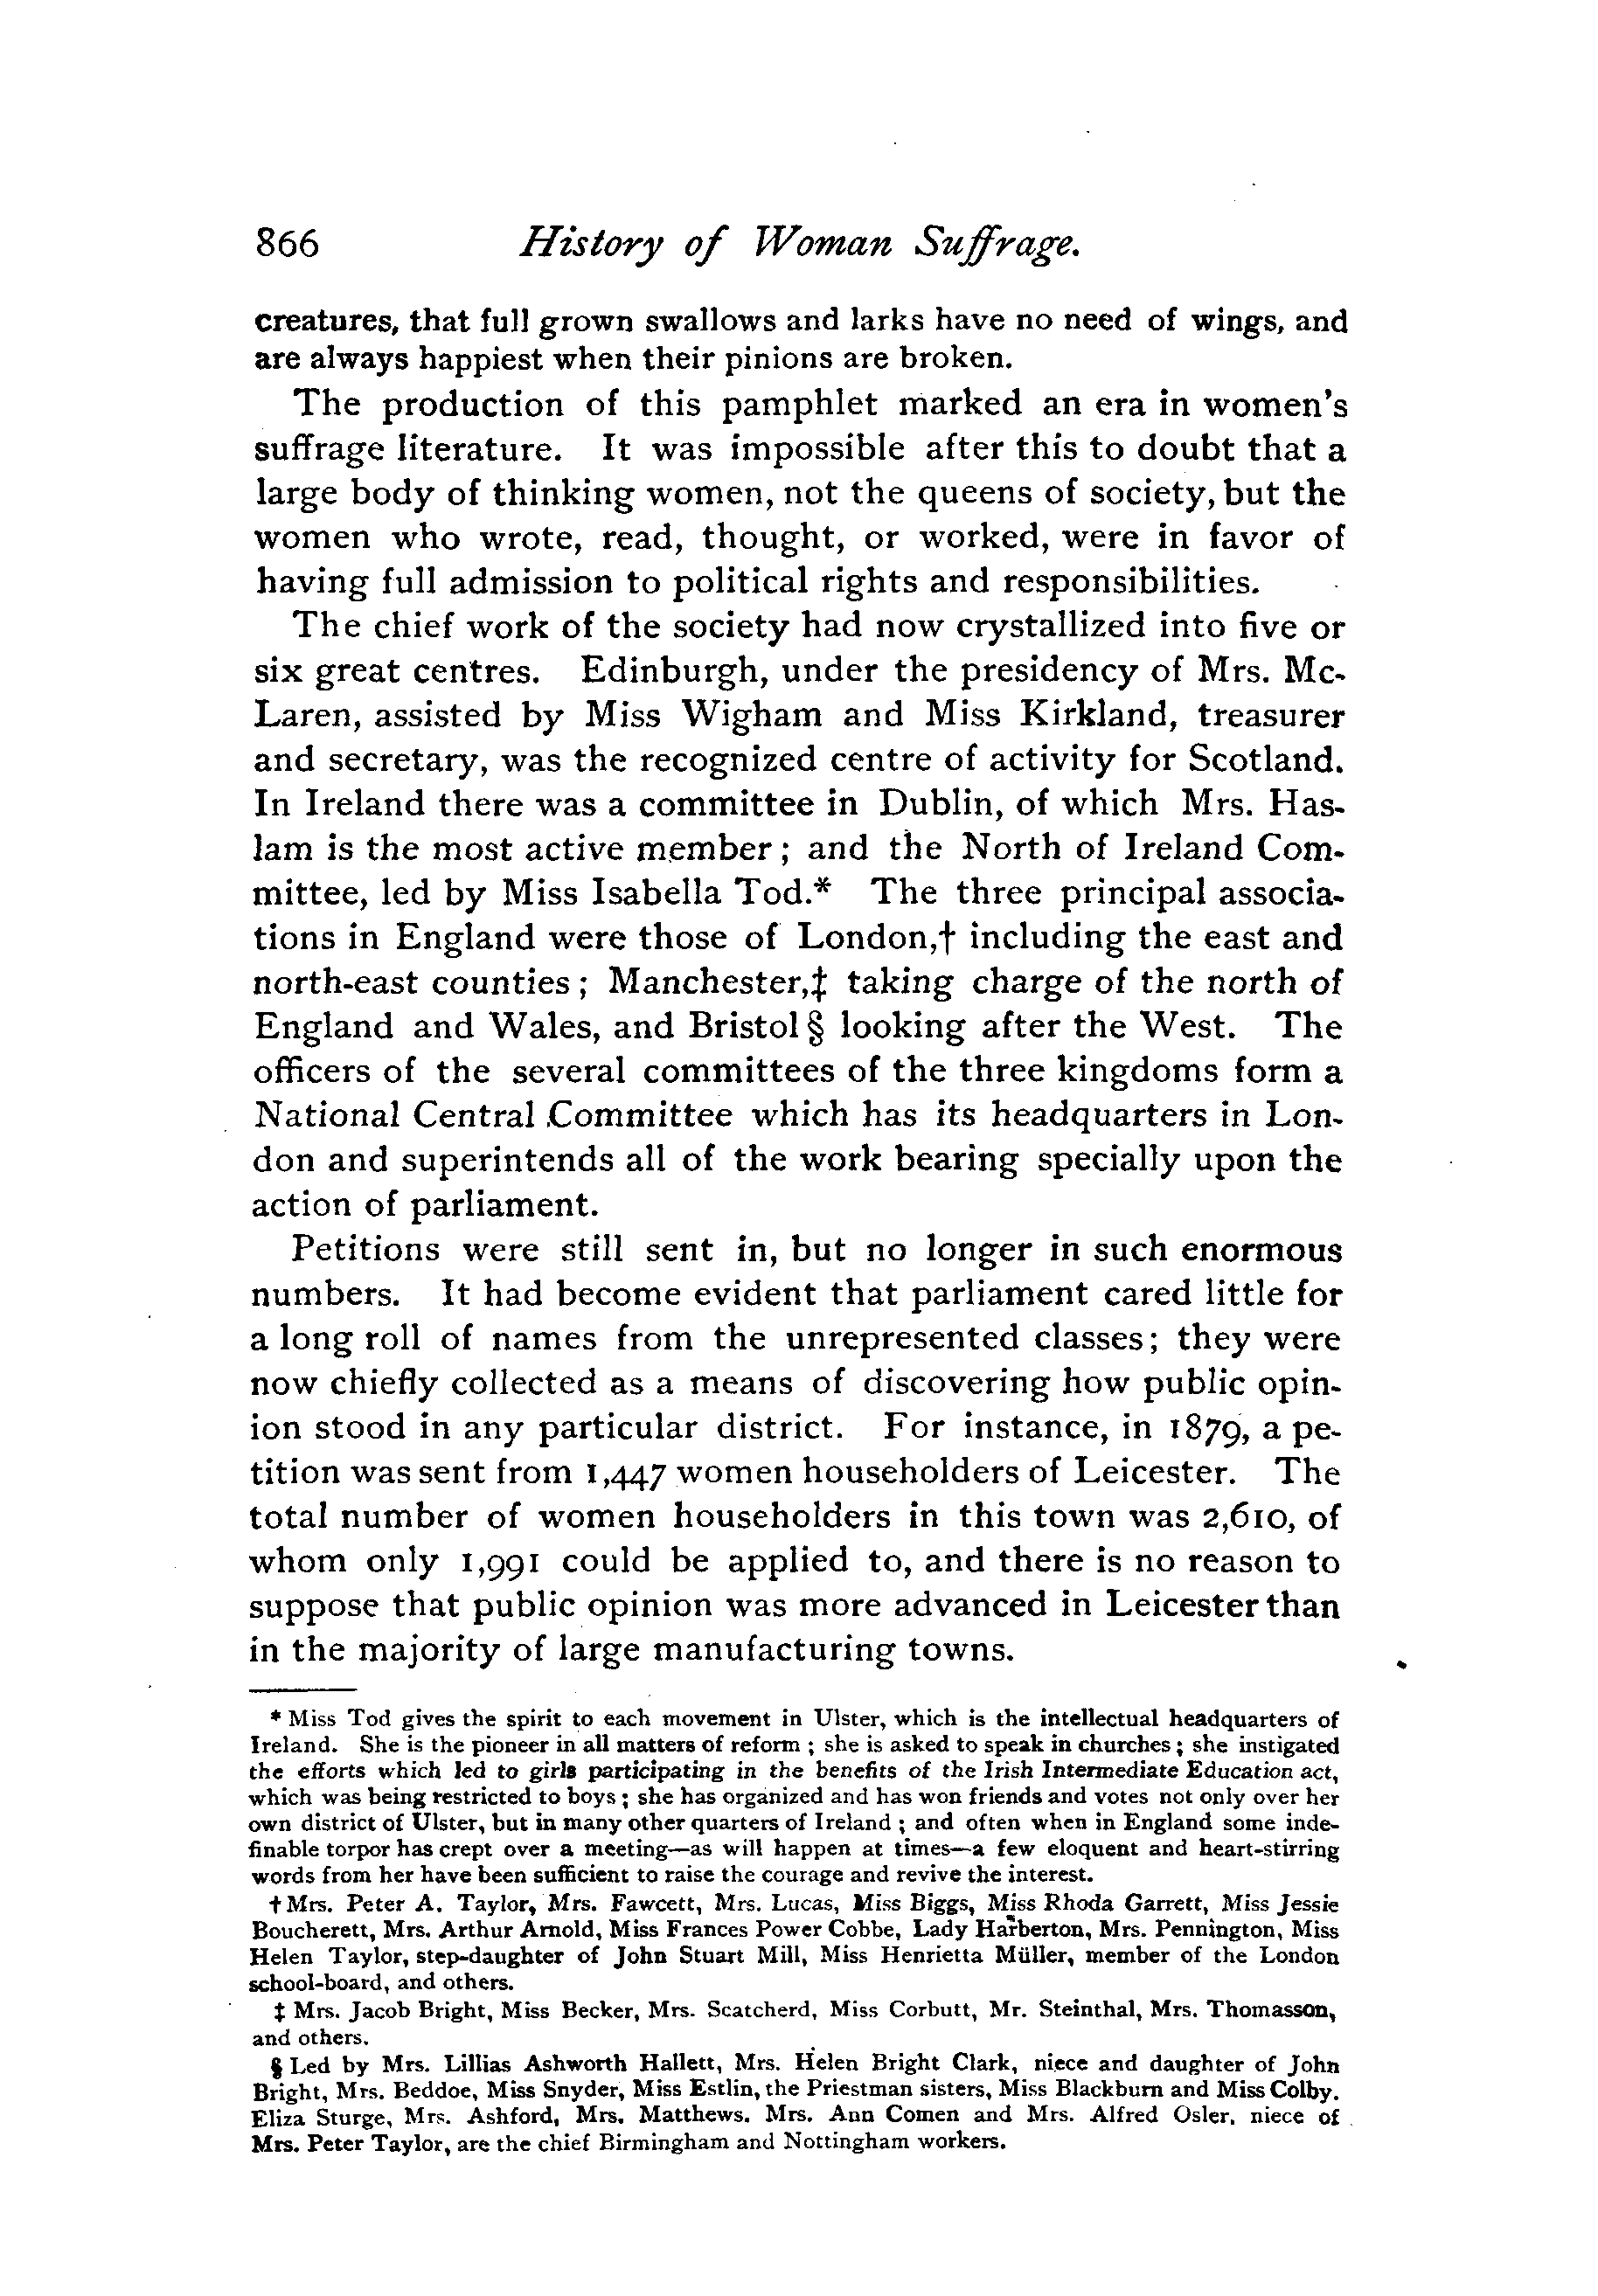 866 History of Woman Suffrage.
creatures, that full grown swallows and larks have no need of wings, and
are always happiest when their pinions are broken.
The production of this pamphlet marked an era in women's
suffrage literature. It was impossible after this to doubt that a
large body of thinking women, not the queens of society, but the
women who wrote, read, thought, or worked, were in favor of
having full admission to political rights and responsibilities.
The chief work of the society had now crystallized into five or
six great centres. Edinburgh, under the presidency of Mrs. Mc-
Laren, assisted by Miss Wigham and Miss Kirkland, treasurer
and secretary, was the recognized centre of activity for Scotland.
In Ireland there was a committee in Dublin, of which Mrs. Has-
lam is the most active member; and the North of Ireland Com-
mittee, led by Miss Isabella Tod.* The three principal associa-
tions in England were those of London,† including the east and
north-east counties; Manchester,‡ taking charge of the north of
England and Wales, and Bristol § looking after the West. The
officers of the several committees of the three kingdoms form a
National Central Committee which has its headquarters in Lon-
don and superintends all of the work bearing specially upon the
action of parliament.
Petitions were still sent in, but no longer in such enormous
numbers. It had become evident that parliament cared little for
a long roll of names from the unrepresented classes; they were
now chiefly collected as a means of discovering how public opin-
ion stood in any particular district. For instance, in 1879, a pe-
tition was sent from 1,447 women householders of Leicester. The
total number of women householders in this town was 2,610, of
whom only 1,991 could be applied to, and there is no reason to
suppose that public opinion was more advanced in Leicester than
in the majority of large manufacturing towns.
* Miss Tod gives the spirit to each movement in Ulster, which is the intellectual headquarters of
Ireland. She is the pioneer in all matters of reform; she is asked to speak in churches; she instigated
the efforts which led to girls participating in the benefits of the Irish Intermediate Education act,
which was being restricted to boys; she has organized and has won friends and votes not only over her
own district of Ulster, but in many other quarters of Ireland; and often when in England some inde-
finable torpor has crept over a meeting—as will happen at times—a few eloquent and heart-stirring
words from her have been sufficient to raise the courage and revive the interest.
† Mrs. Peter A. Taylor, Mrs. Fawcett, Mrs. Lucas, Miss Biggs, Miss Rhoda Garrett, Miss Jessie
Boucherett, Mrs. Arthur Arnold, Miss Frances Power Cobbe, Lady Harberton, Mrs. Pennington, Miss
Helen Taylor, step-daughter of John Stuart Mill, Miss Henrietta Müller, member of the London
school-board, and others.
‡ Mrs. Jacob Bright, Miss Becker, Mrs. Scatcherd, Miss Corbutt, Mr. Steinthal, Mrs. Thomasson,
and others.
§ Led by Mrs. Lillias Ashworth Hallett, Mrs. Helen Bright Clark, niece and daughter of John
Bright, Mrs. Beddoe, Miss Snyder, Miss Estlin, the Priestman sisters, Miss Blackburn and Miss Colby.
Eliza Sturge, Mrs. Ashford, Mrs. Matthews. Mrs. Ann Comen and Mrs. Alfred Osler, niece of
Mrs. Peter Taylor, are the chief Birmingham and Nottingham workers.